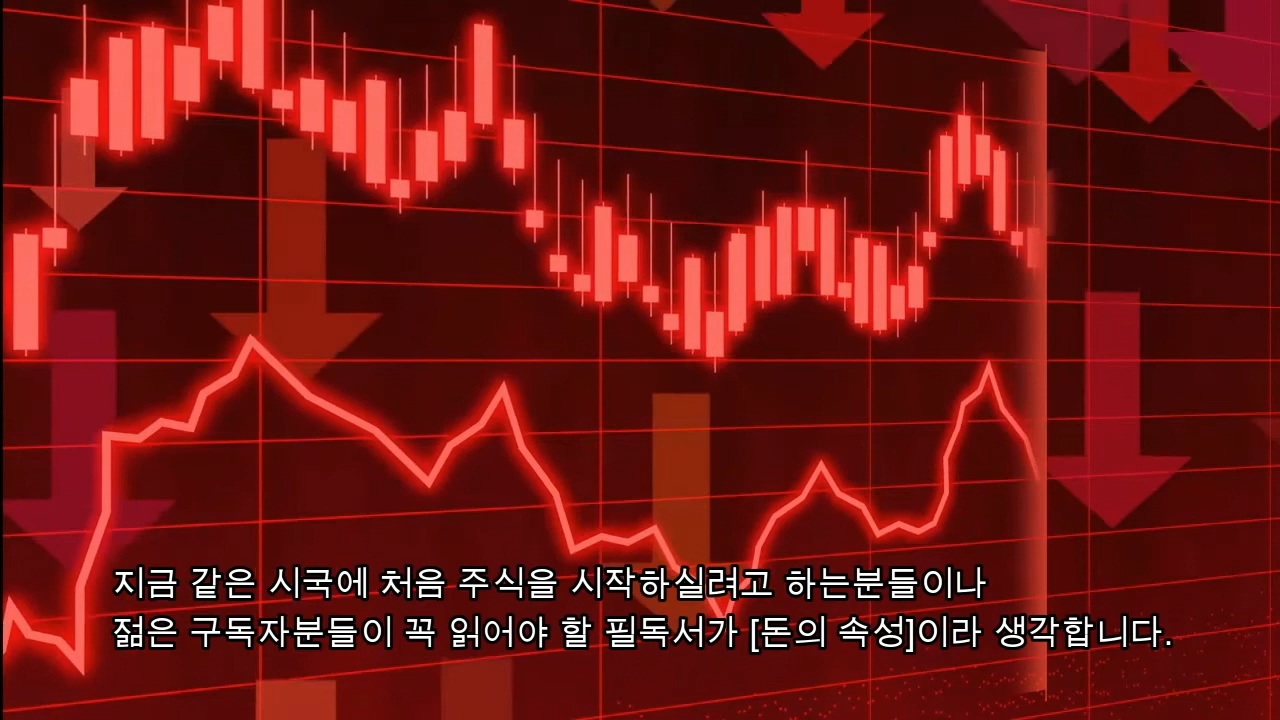 지금 같은 시국에 처음 주식을 시작하실려고 하는분들이나
젊은 구독자분들이 꼭 읽어야 할 필독서가 [돈의 속성]이라 생각합니다.